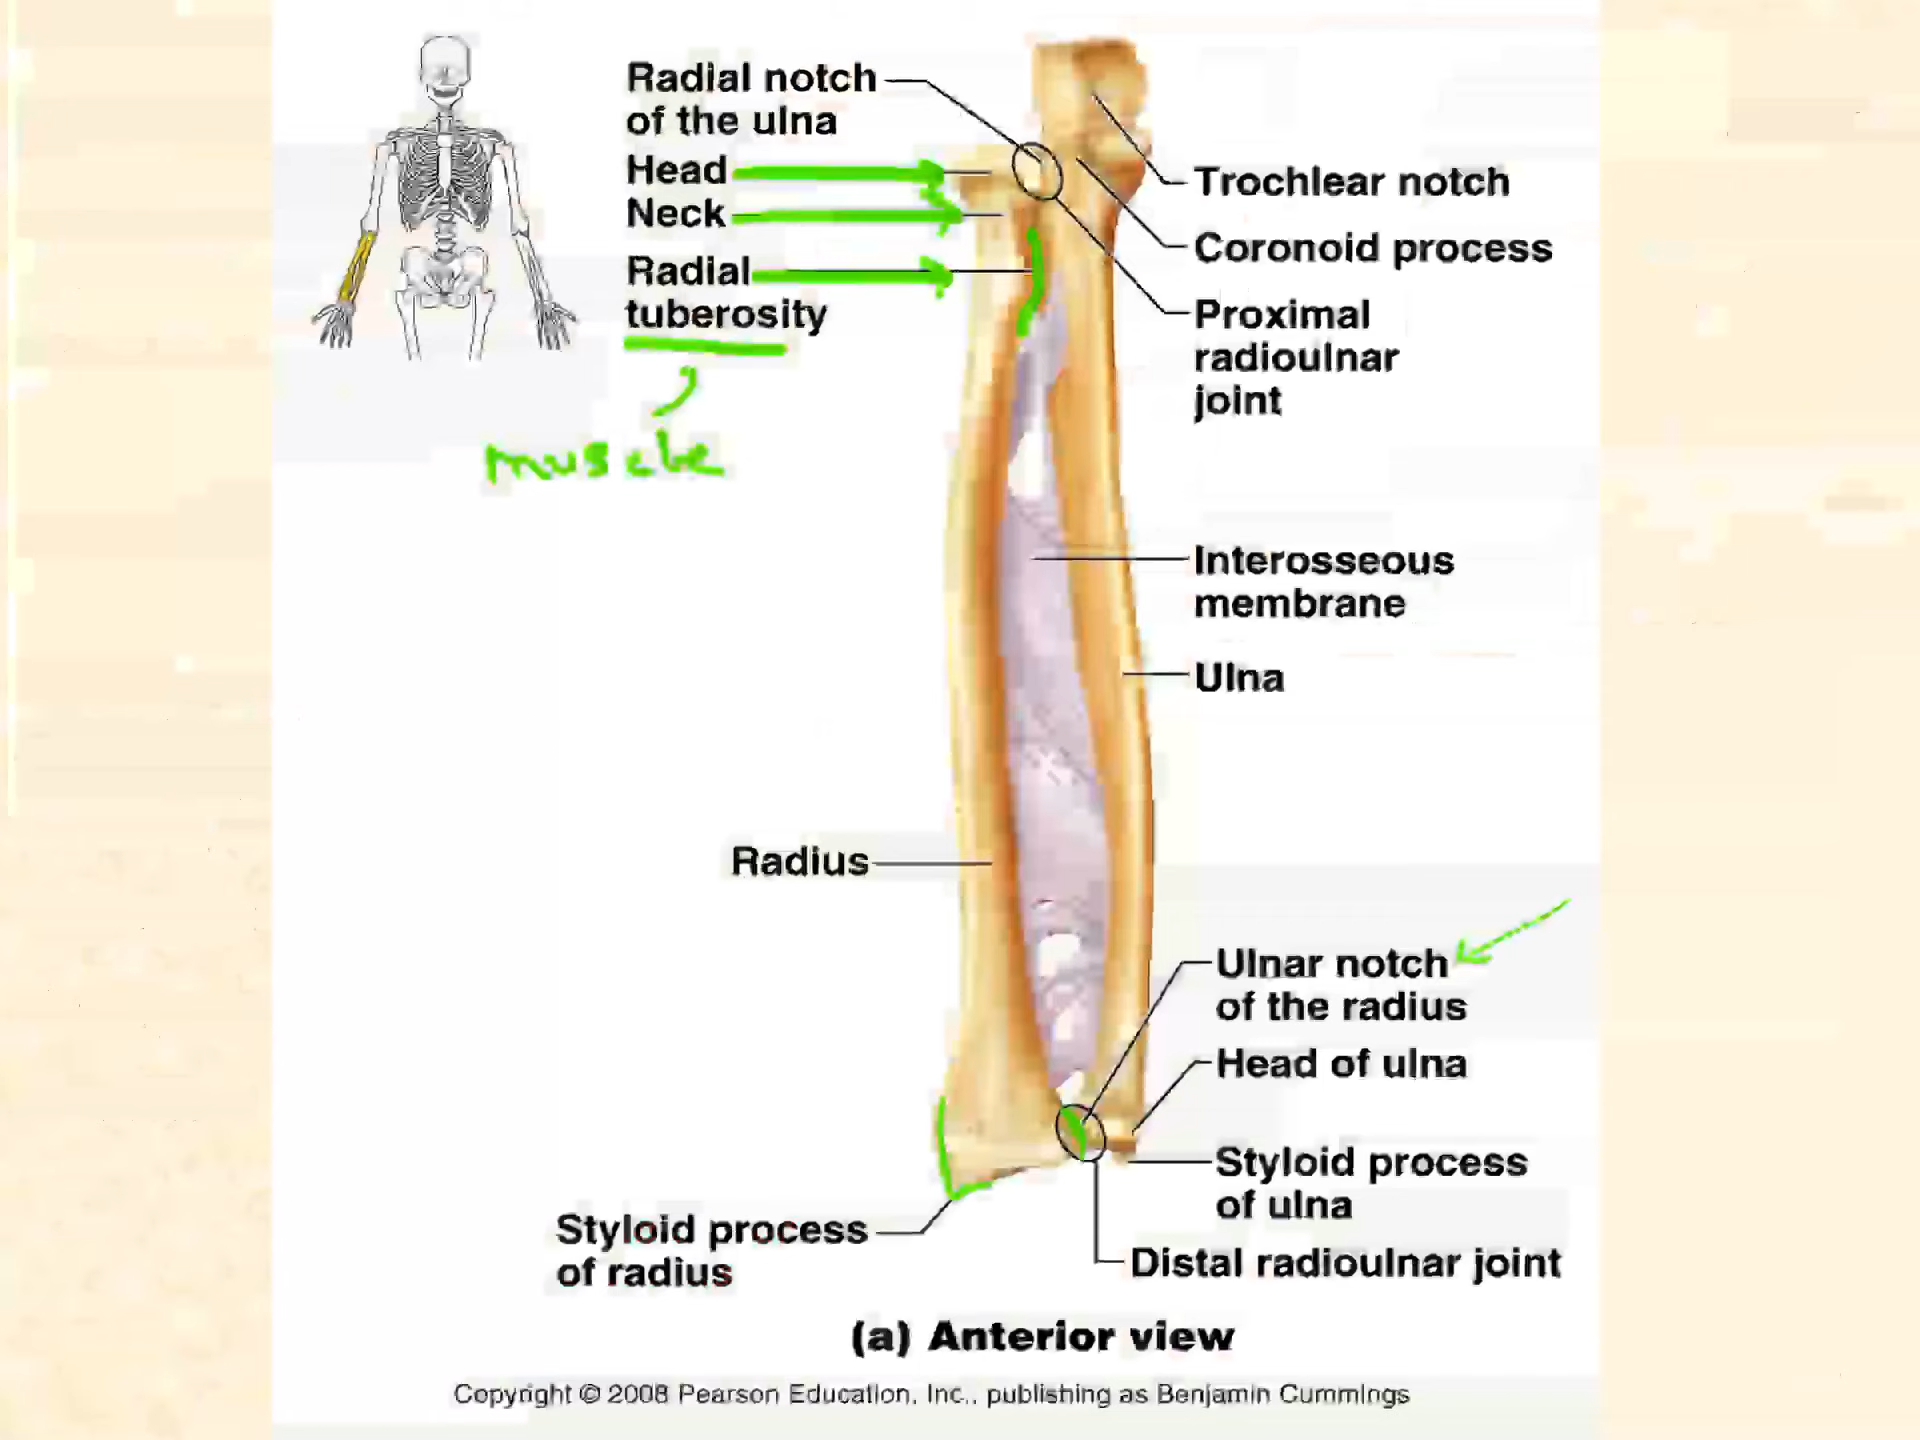 Radial notch
of the ulna
Head
Neck
Radial
tuberosity
muscle
Trochlear notch
Coronoid process
Proximal
radioulnar
joint
Interosseous
membrane
Ulna
Radius
Ulnar notch
of the radius
Head of ulna
Styloid process
of ulna
Styloid process
of radius
Distal radioulnar joint
(a) Anterior view
Copyright © 2008 Pearson Education, Inc., publishing as Benjamin Cummings